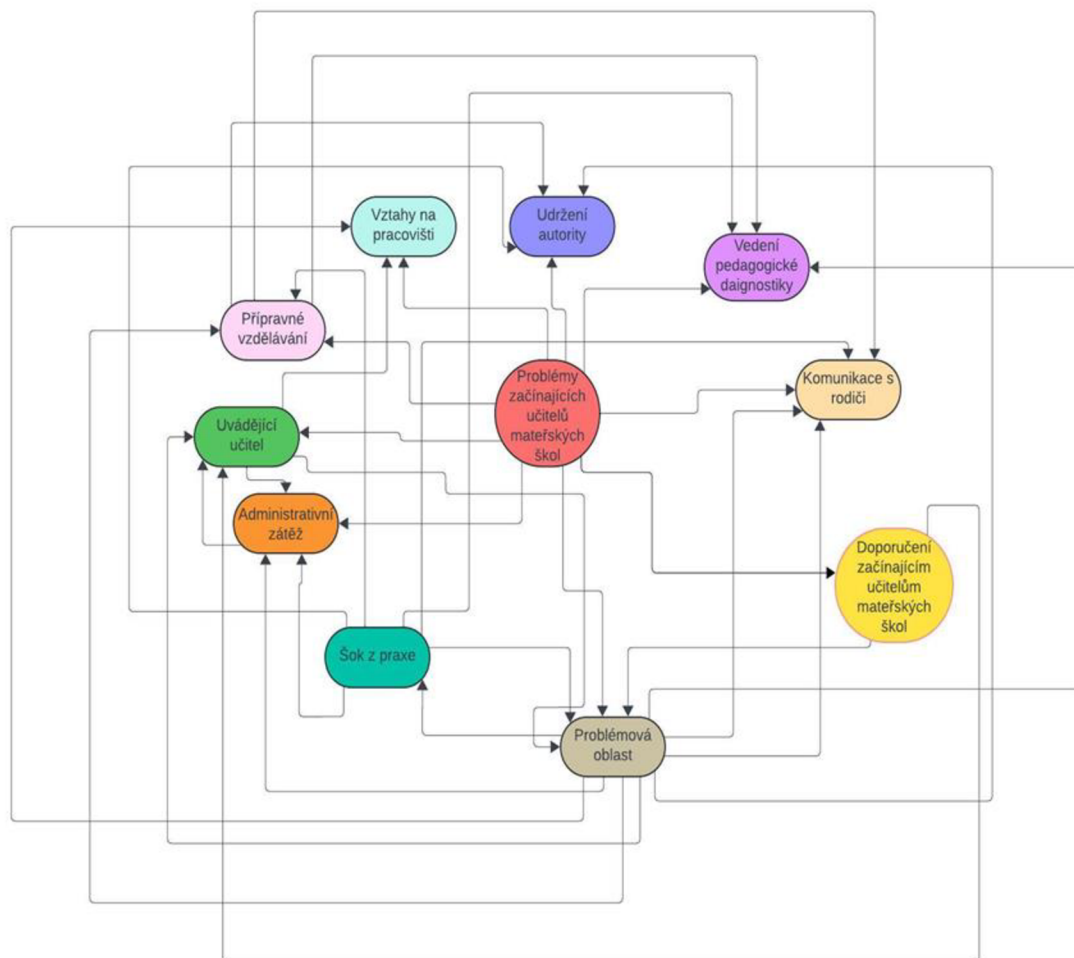 Vztahy na
pracovišti
Udržení
autority
Vedení
pedagogické
daignostiky
Přípravné
vzdělávání
Problémy
začínajících
učitelů
mateřských
škol
Komunikace s
rodiči
Uvádějící
učitel
Administrativní
zátěž
Doporučení
začínajícím
učitelům
mateřských
škol
Šok z praxe
Problémová
oblast